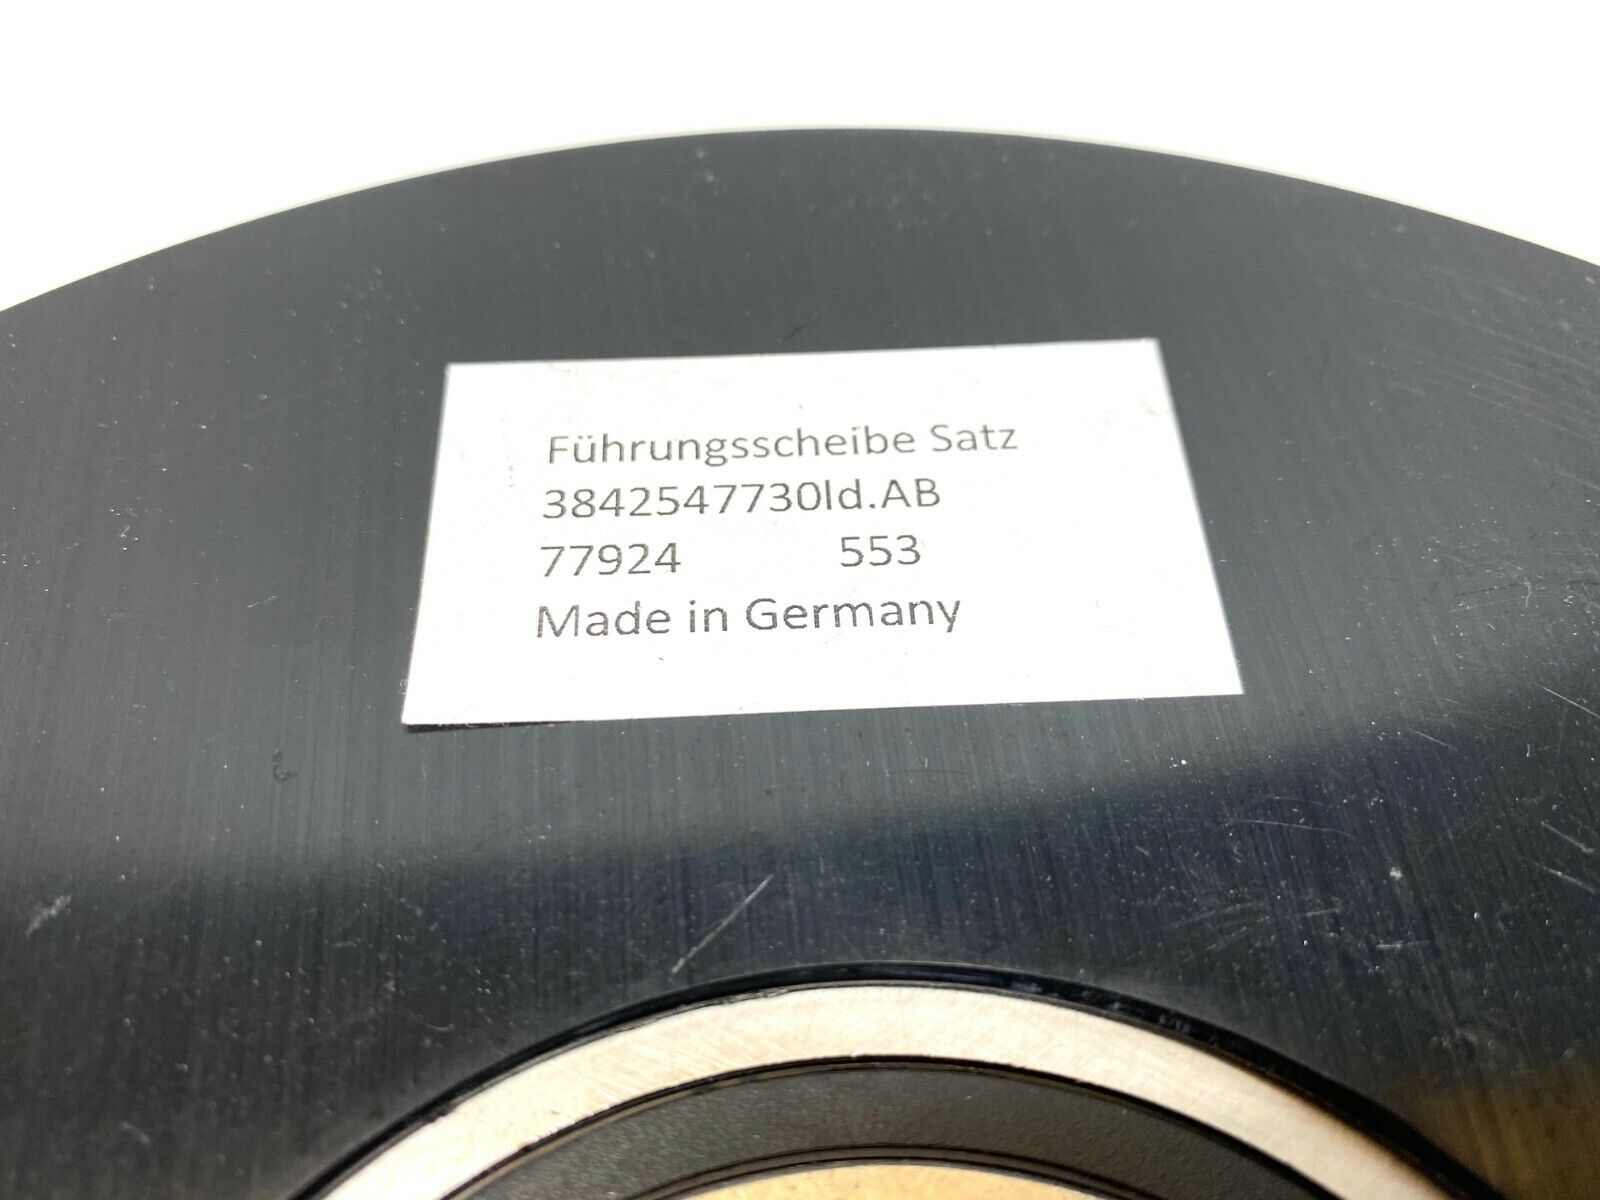 Führungsscheibe Satz
3842547730ld.AB
77924 553
Made in Germany